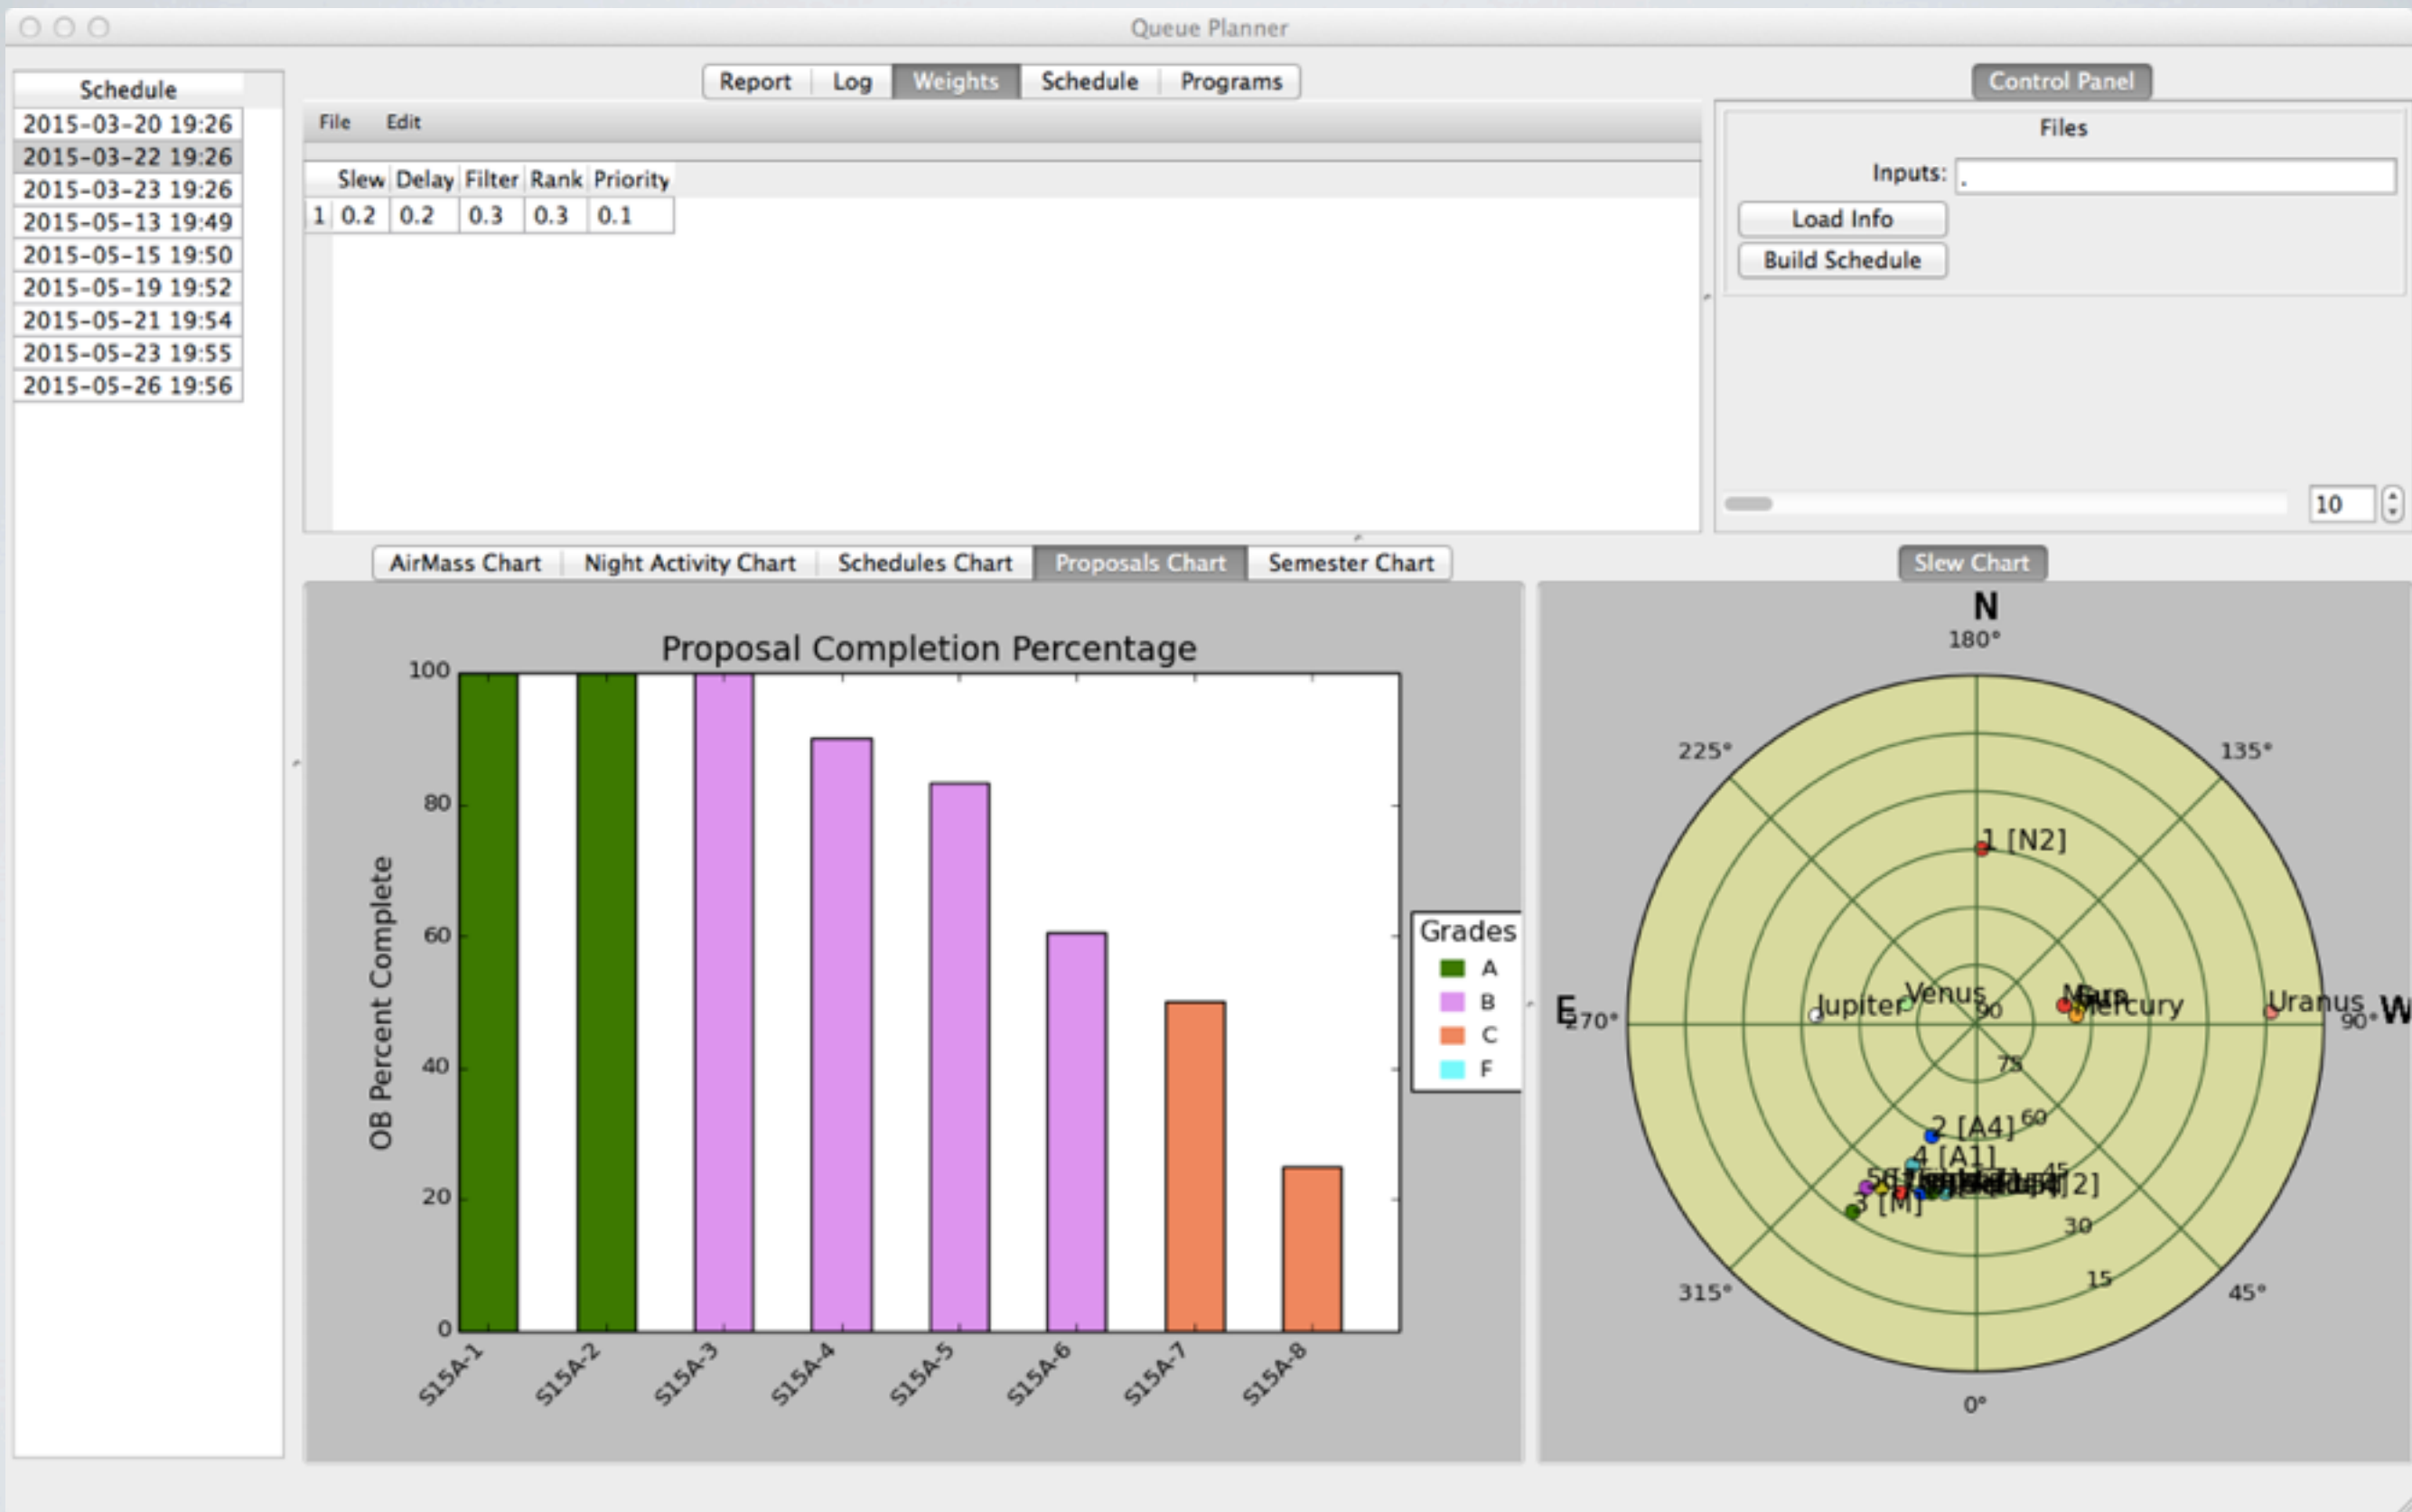 Queue Planner
Schedule
2015-03-20 19:26
2015-03-22 19:26
2015-03-23 19:26
2015-05-13 19:49
2015-05-15 19:50
2015-05-19 19:52
2015-05-21 19:54
2015-05-23 19:55
2015-05-26 19:56
Report Log Weights Schedule Programs
File Edit
Slew Delay Filter Rank Priority
1 0.2 0.2 0.3 0.3 0.1
Control Panel
Files
Inputs: .
Load Info
Build Schedule
10
AirMass Chart Night Activity Chart Schedules Chart Proposals Chart Semester Chart
Proposal Completion Percentage
OB Percent Complete
100
80
60
40
20
0
S15A-1 S15A-2 S15A-3 S15A-4 S15A-5 S15A-6 S15A-7 S15A-8
Grades
A
B
C
F
Slew Chart
N
180°
225° 135°
1 [N2]
E 270° Jupiter Venus 90 Mercury Uranus 90° W
75
60
45
30
15
2 [A4]
4 [A1]
3 [M]
315° 45°
0°